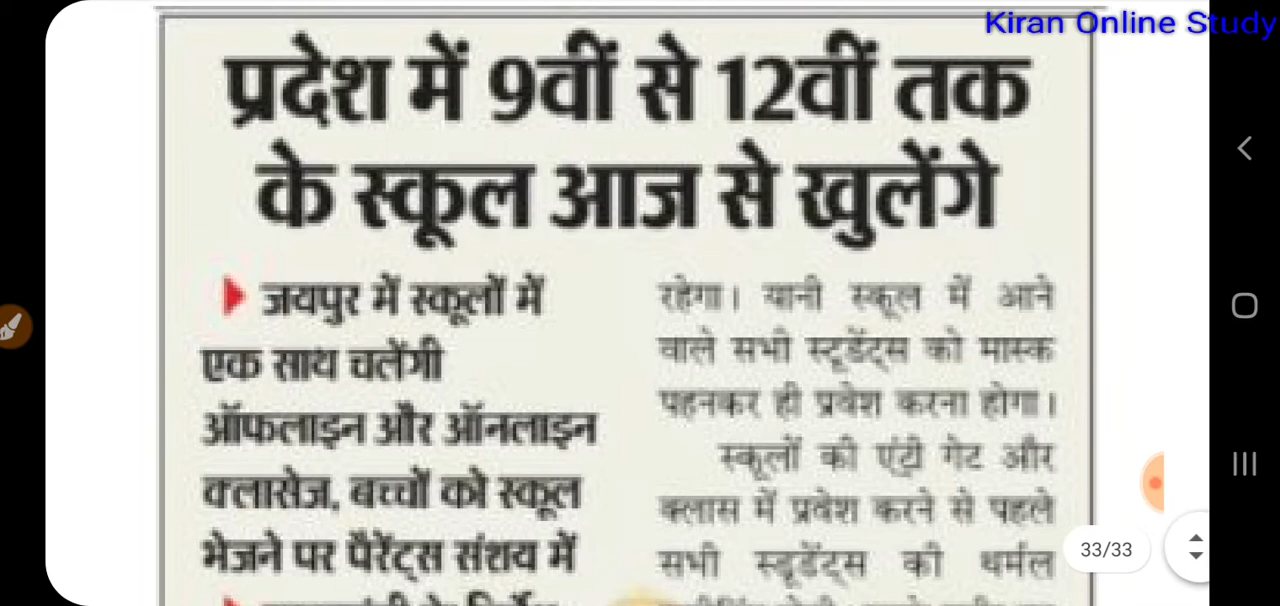 Kiran Online Study
प्रदेश में 9वीं से 12वीं तक
के स्कूल आज से खुलेंगे
जयपुर में स्कूलों में
एक साथ चलेंगी
ऑफलाइन और ऑनलाइन
क्लासेज, बच्चों को स्कूल
भेजने पर पैरेंट्स संशय में
रहेगा। यानी स्कूल में आने
वाले सभी स्टूडेंट्स को मास्क
पहनकर ही प्रवेश करना होगा।
स्कूलों की एंट्री गेट और
क्लास में प्रवेश करने से पहले
सभी स्डूडेंट्स की थर्मल
33/33